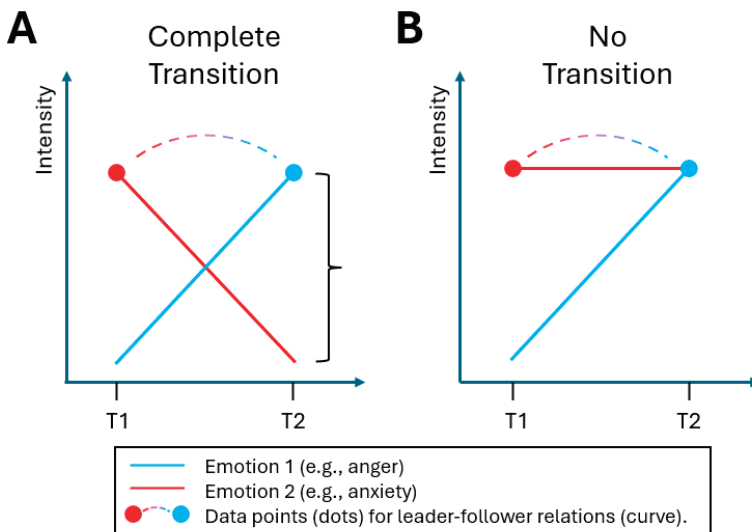 A
Complete
Transition
Intensity
T1
T2
B
No
Transition
Intensity
T1
T2
Emotion 1 (e.g., anger)
Emotion 2 (e.g., anxiety)
Data points (dots) for leader-follower relations (curve).